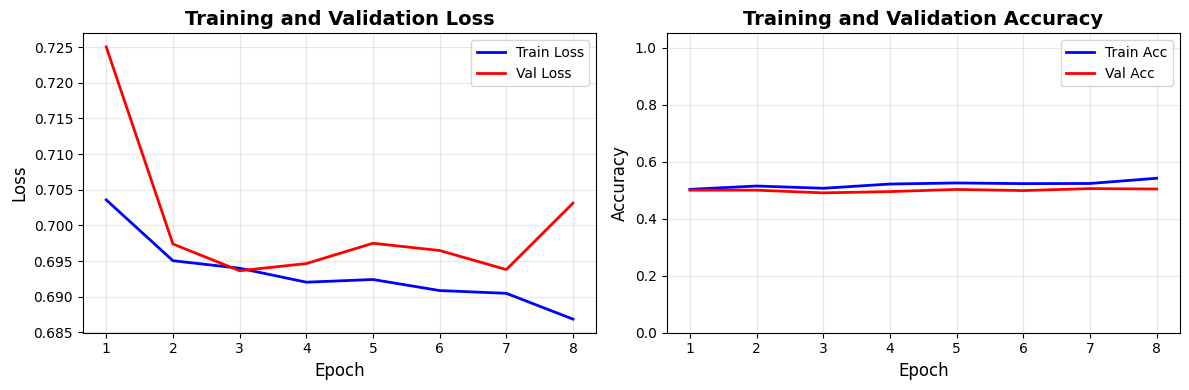 Training and Validation Loss
0.725
0.720
0.715
0.710
0.705
0.700
0.695
0.690
0.685
Loss
Train Loss
Val Loss
1 2 3 4 5 6 7 8
Epoch
Training and Validation Accuracy
1.0
0.8
0.6
0.4
0.2
0.0
Accuracy
Train Acc
Val Acc
1 2 3 4 5 6 7 8
Epoch